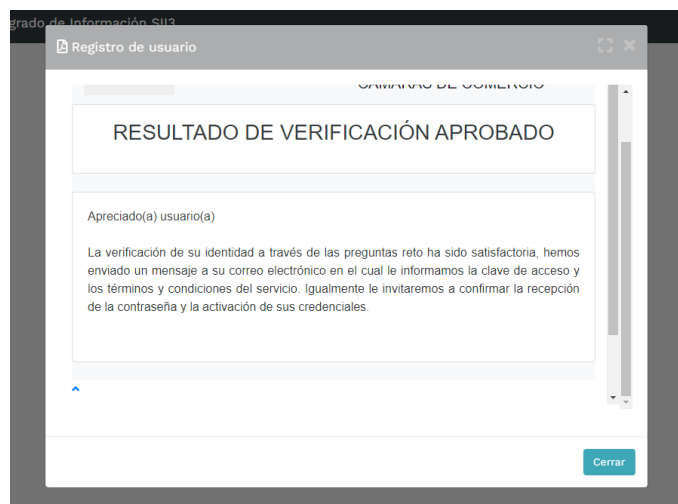 grado de Información SII3
Registro de usuario
CÁMARAS DE COMERCIO
RESULTADO DE VERIFICACIÓN APROBADO
Apreciado(a) usuario(a)
La verificación de su identidad a través de las preguntas reto ha sido satisfactoria, hemos
enviado un mensaje a su correo electrónico en el cual le informamos la clave de acceso y
los términos y condiciones del servicio. Igualmente le invitaremos a confirmar la recepción
de la contraseña y la activación de sus credenciales.
Cerrar